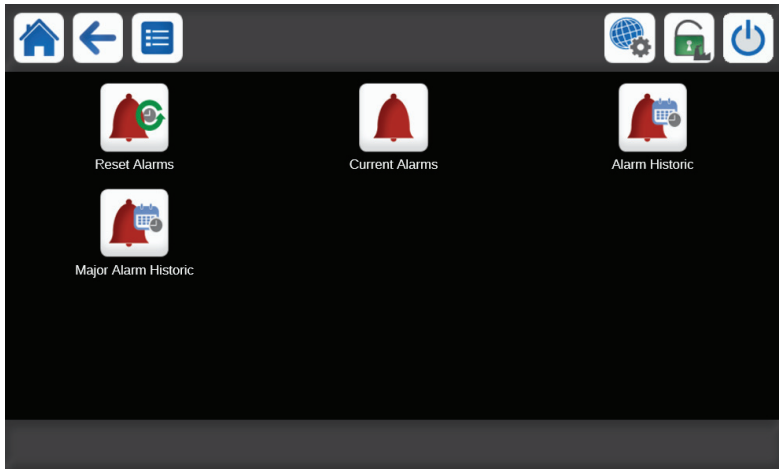 Reset Alarms
Current Alarms
Alarm Historic
Major Alarm Historic